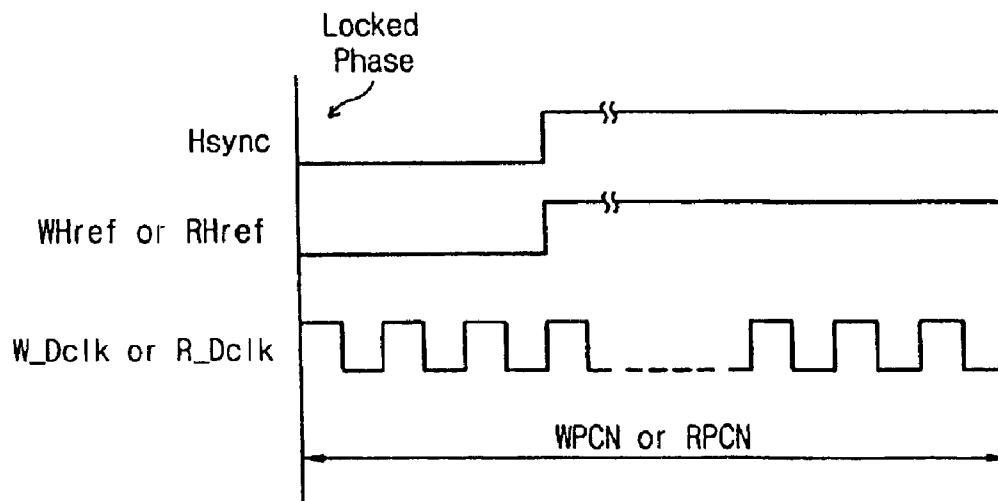 Locked
Phase
Hsync
WHref or RHref
W_Dclk or R_Dclk
WPCN or RPCN